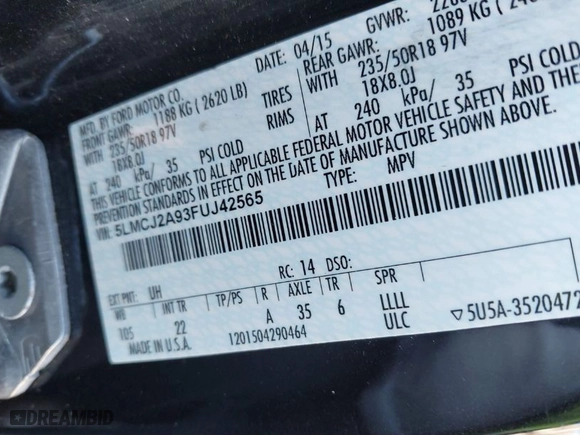 MFD. BY FORD MOTOR CO.
DATE: 04/15 GVWR:
FRONT GAWR: 1188 KG ( 2620 LB) REAR GAWR: 1089 KG
WITH 235/50R18 97V TIRES WITH 235/50R18 97V
18X8.0J RIMS 18X8.0J
AT 240 kPa/ 35 PSI COLD AT 240 kPa/ 35 PSI COLD
THIS VEHICLE CONFORMS TO ALL APPLICABLE FEDERAL MOTOR VEHICLE SAFETY AND THEFT
PREVENTION STANDARDS IN EFFECT ON THE DATE OF MANUFACTURE SHOWN ABOVE.
VIN: 5LMCJ2A93FUJ42565 TYPE: MPV
EXT PNT: UH RC: 14 DSO:
INT TR TP/PS R AXLE TR SPR
105 22 A 35 6 LLLL
MADE IN U.S.A. 1201504290464 ULC
5U5A-3520472
DREAMBID